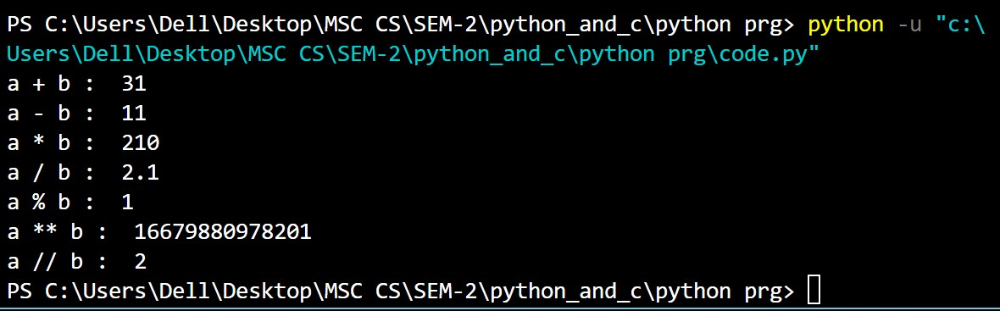 PS C:\Users\Dell\Desktop\MSC CS\SEM-2\python_and_c\python prg> python -u "c:\
Users\Dell\Desktop\MSC CS\SEM-2\python_and_c\python prg\code.py"
a + b :  31
a - b :  11
a * b :  210
a / b :  2.1
a % b :  1
a ** b :  16679880978201
a // b :  2
PS C:\Users\Dell\Desktop\MSC CS\SEM-2\python_and_c\python prg>